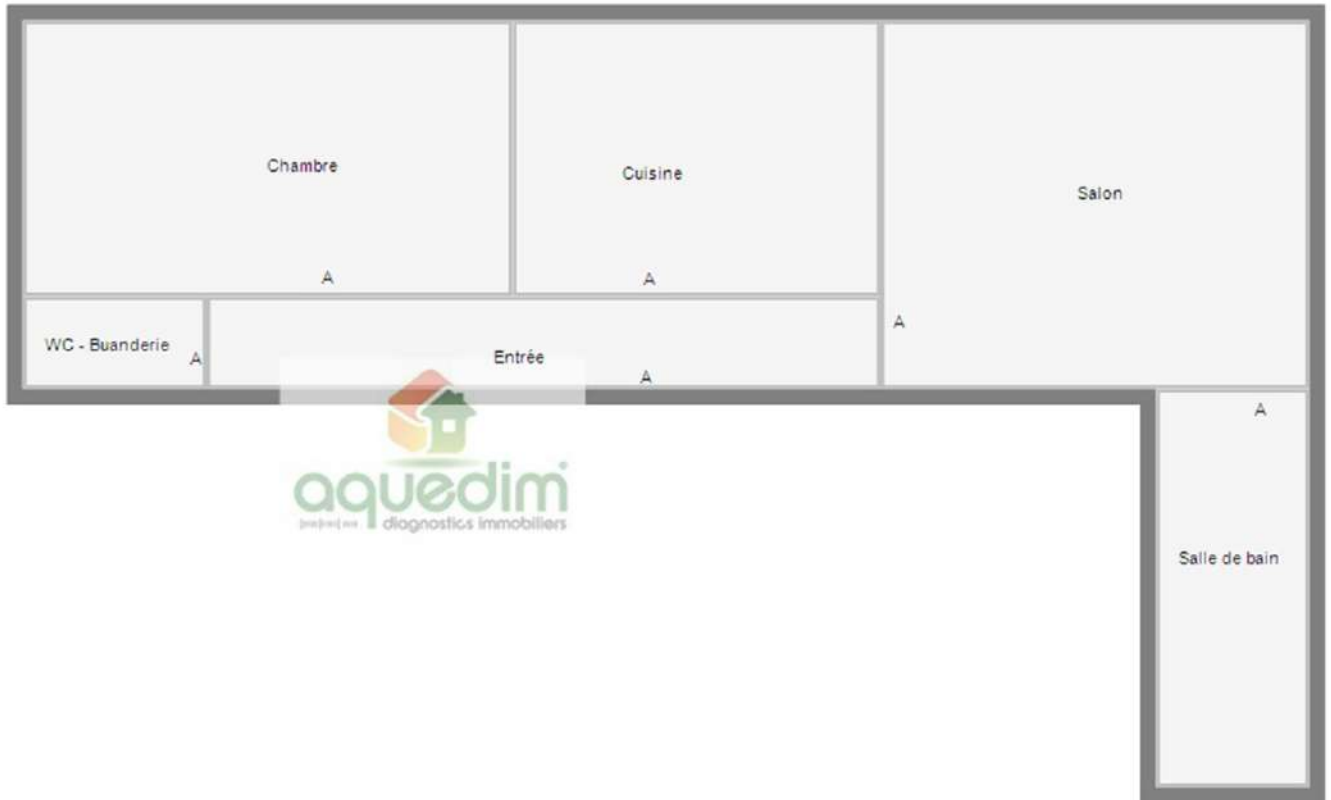 Chambre
Cuisine
Salon
A
A
A
WC - Buanderie
A
Entrée
A
A
aquedim
diagnostics immobiliers
Salle de bain